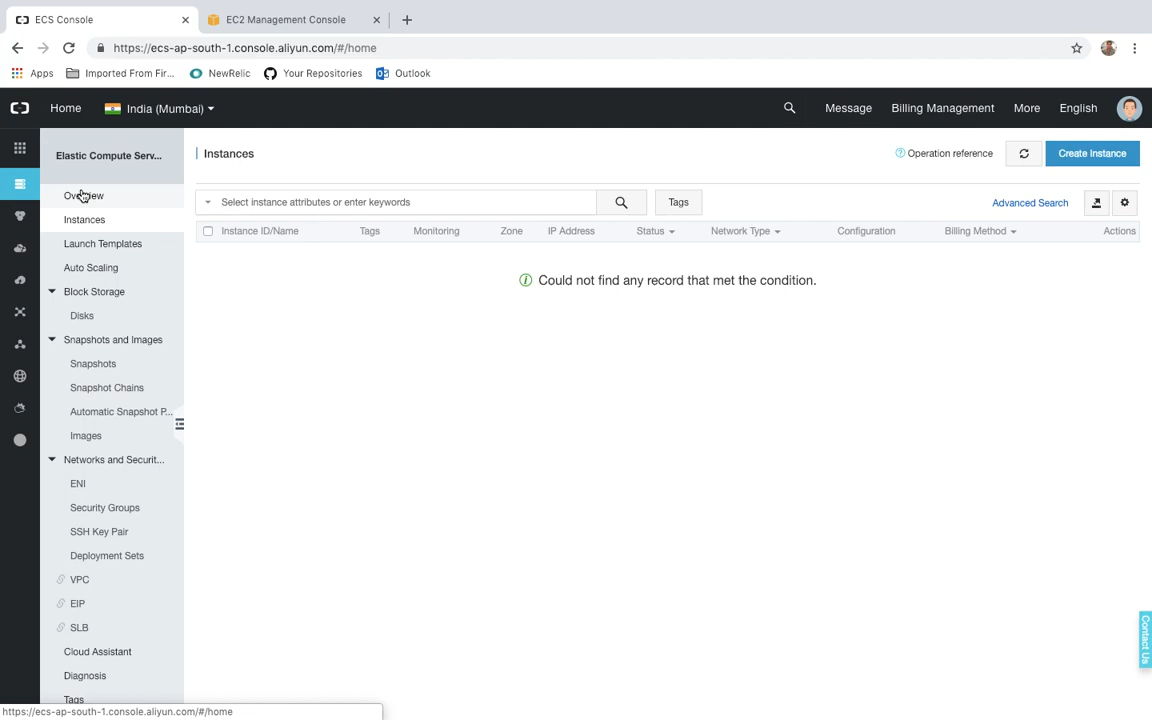 ECS Console
EC2 Management Console
https://ecs-ap-south-1.console.aliyun.com/#/home
Apps
Imported From Fir...
NewRelic
Your Repositories
Outlook
Home
India (Mumbai)
Message
Billing Management
More
English
Elastic Compute Serv...
Overview
Instances
Launch Templates
Auto Scaling
Block Storage
Disks
Snapshots and Images
Snapshots
Snapshot Chains
Automatic Snapshot P...
Images
Networks and Securit...
ENI
Security Groups
SSH Key Pair
Deployment Sets
VPC
EIP
SLB
Cloud Assistant
Diagnosis
Tags
Instances
Operation reference
Create Instance
Select instance attributes or enter keywords
Tags
Advanced Search
Instance ID/Name
Tags
Monitoring
Zone
IP Address
Status
Network Type
Configuration
Billing Method
Actions
Could not find any record that met the condition.
Contact Us
https://ecs-ap-south-1.console.aliyun.com/#/home